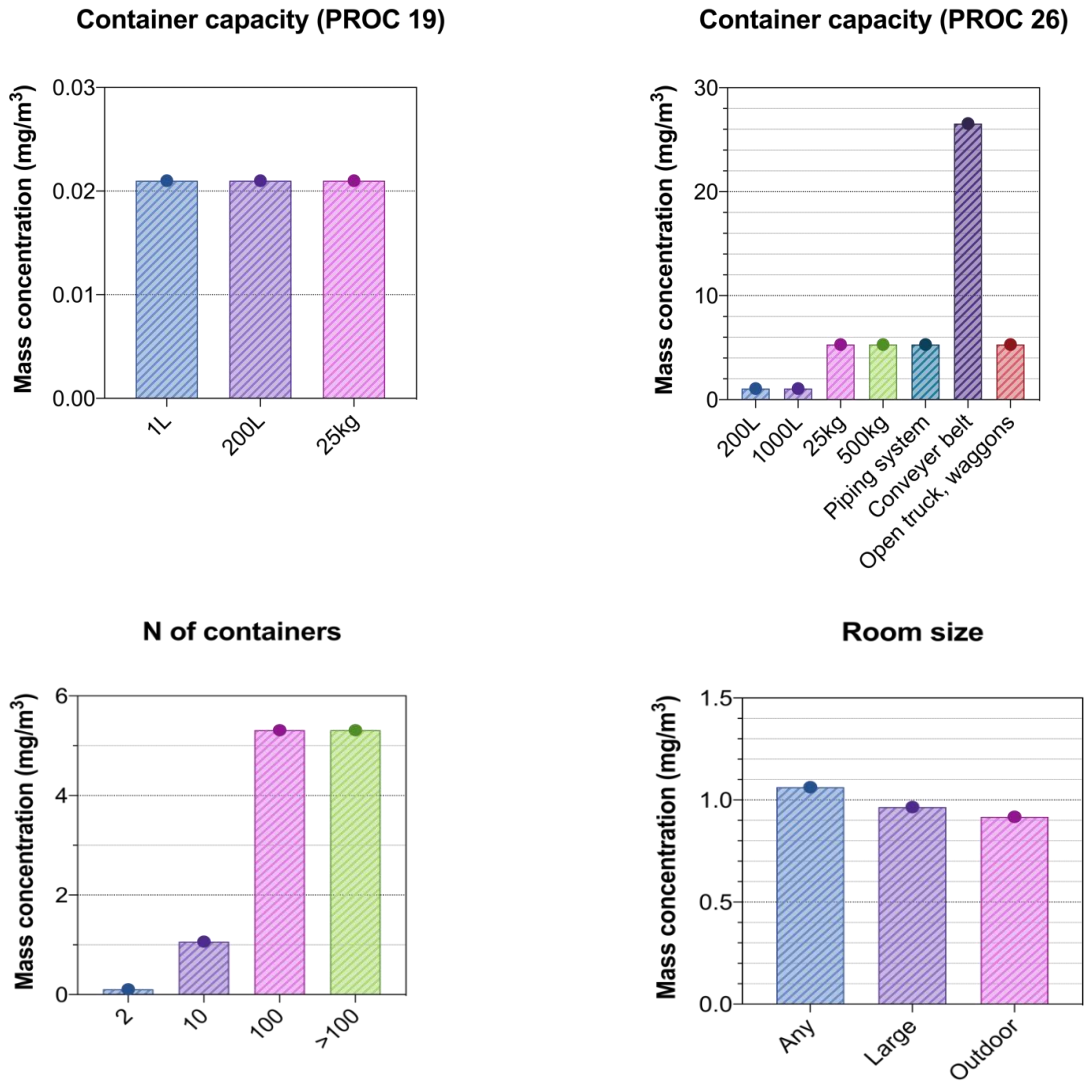 Container capacity (PROC 19)
Mass concentration (mg/m³)
0.03
0.02
0.01
0.00
1L
200L
25kg
Container capacity (PROC 26)
Mass concentration (mg/m³)
30
20
10
0
200L
1000L
25kg
500kg
Piping system
Conveyer belt
Open truck, waggons
N of containers
Mass concentration (mg/m³)
6
4
2
0
2
10
100
>100
Room size
Mass concentration (mg/m³)
1.5
1.0
0.5
0.0
Any
Large
Outdoor